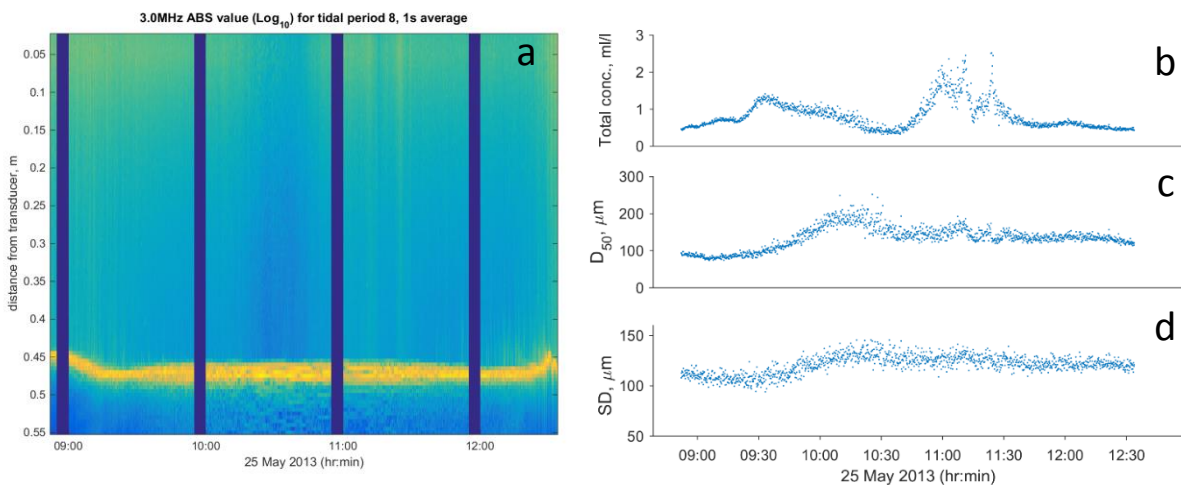 3.0MHz ABS value (Log10) for tidal period 8, 1s average
a
distance from transducer, m
0.05
0.1
0.15
0.2
0.25
0.3
0.35
0.4
0.45
0.5
0.55
09:00 10:00 11:00 12:00
25 May 2013 (hr:min)
b
Total conc., ml/l
3
2
1
0
c
D50, μm
300
200
100
0
d
SD, μm
150
100
50
09:00 09:30 10:00 10:30 11:00 11:30 12:00 12:30
25 May 2013 (hr:min)